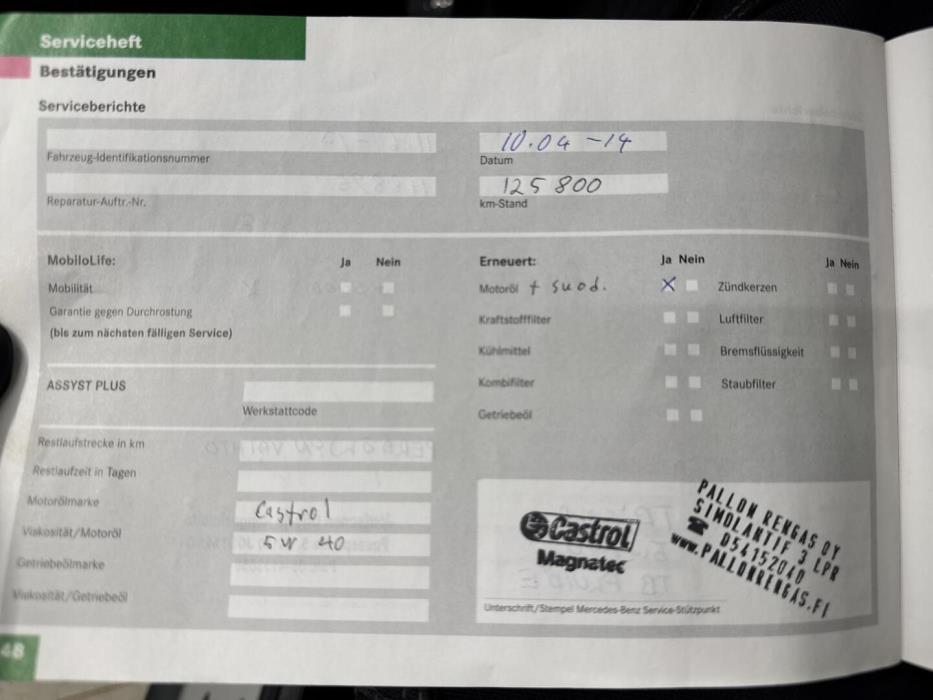 Serviceheft
Bestätigungen
Serviceberichte
Fahrzeug-Identifikationsnummer
10.04 -14
Datum
Reparatur-Auftr.-Nr.
125 800
km-Stand
MobiloLife:
Ja Nein
Mobilität
Garantie gegen Durchrostung
(bis zum nächsten fälligen Service)
ASSYST PLUS
Werkstattcode
Restlaufstrecke in km
Restlaufzeit in Tagen
Motorölmarke Castrol
Viskosität/Motoröl 5W 40
Getriebeölmarke
Viskosität/Getriebeöl
Erneuert:
Ja Nein
Ja Nein
Motoröl + suod. X
Zündkerzen
Kraftstofffilter
Luftfilter
Kühlmittel
Bremsflüssigkeit
Kombifilter
Staubfilter
Getriebeöl
Castrol
Magnatec
PALLON RENGAS OY
SIMOLANTIE 3 LPR
☎ 054152040
www.PALLONRENGAS.FI
Unterschrift/Stempel Mercedes-Benz Service-Stützpunkt
48